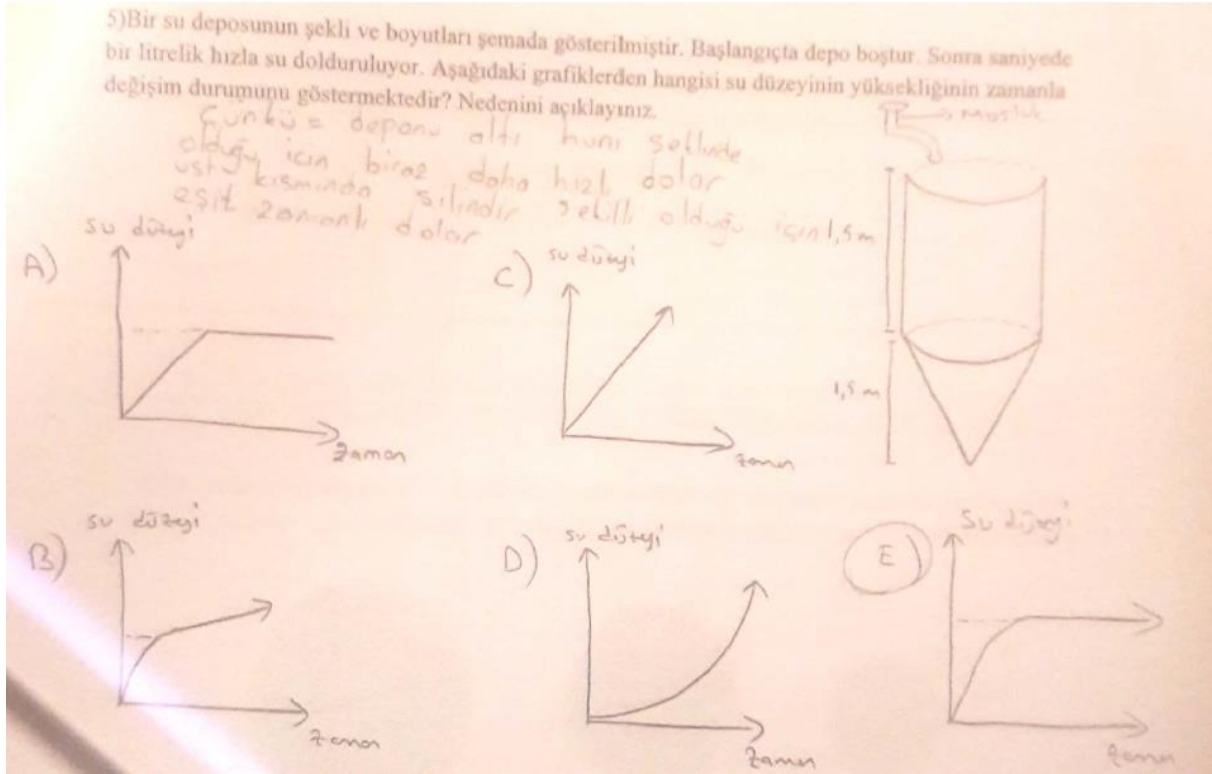 5)Bir su deposunun şekli ve boyutları şemada gösterilmiştir. Başlangıçta depo boştur. Sonra saniyede
bir litrelik hızla su dolduruluyor. Aşağıdaki grafiklerden hangisi su düzeyinin yüksekliğinin zamanla
değişim durumunu göstermektedir? Nedenini açıklayınız.
Çünkü = deponu altı huni şeklinde
olduğu için biraz daha hızlı dolar
üst kısmında silindir şekilli olduğu için
eşit zamanlı dolar
musluk
1,5 m
1,5 m
A)
su düzeyi
zaman
C)
su düzeyi
zaman
B)
su düzeyi
zaman
D)
su düzeyi
zaman
E)
su düzeyi
zaman